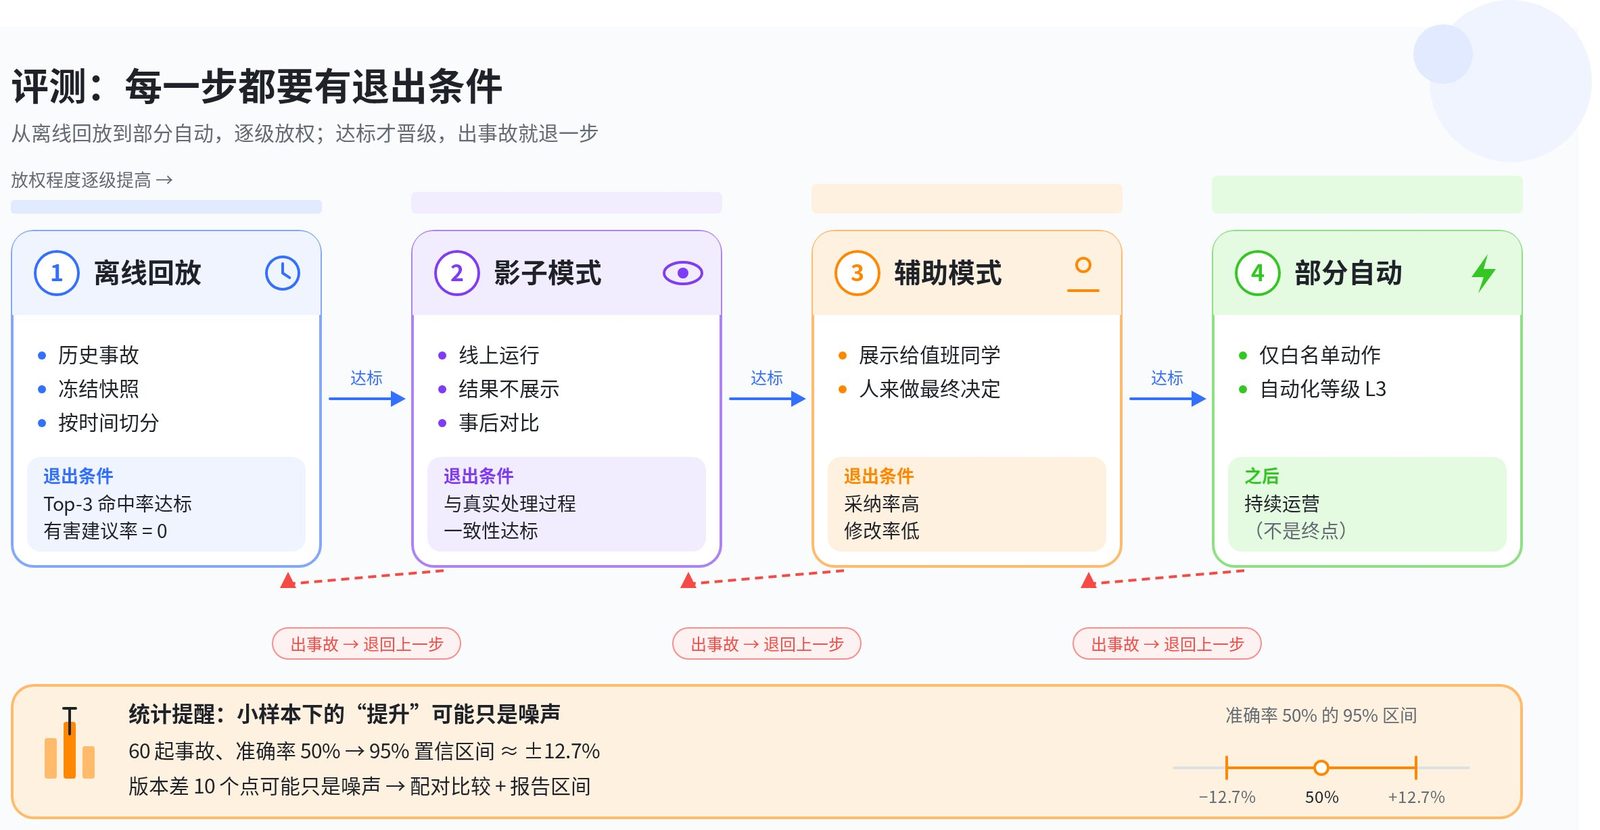 评测：每一步都要有退出条件
从离线回放到部分自动，逐级放权；达标才晋级，出事故就退一步
放权程度逐级提高 →
1 离线回放
历史事故
冻结快照
按时间切分
退出条件
Top-3 命中率达标
有害建议率 = 0
达标
2 影子模式
线上运行
结果不展示
事后对比
退出条件
与真实处理过程
一致性达标
达标
3 辅助模式
展示给值班同学
人来做最终决定
退出条件
采纳率高
修改率低
达标
4 部分自动
仅白名单动作
自动化等级 L3
之后
持续运营
（不是终点）
出事故 → 退回上一步
出事故 → 退回上一步
出事故 → 退回上一步
统计提醒：小样本下的“提升”可能只是噪声
60 起事故、准确率 50% → 95% 置信区间 ≈ ±12.7%
版本差 10 个点可能只是噪声 → 配对比较 + 报告区间
准确率 50% 的 95% 区间
−12.7%
50%
+12.7%